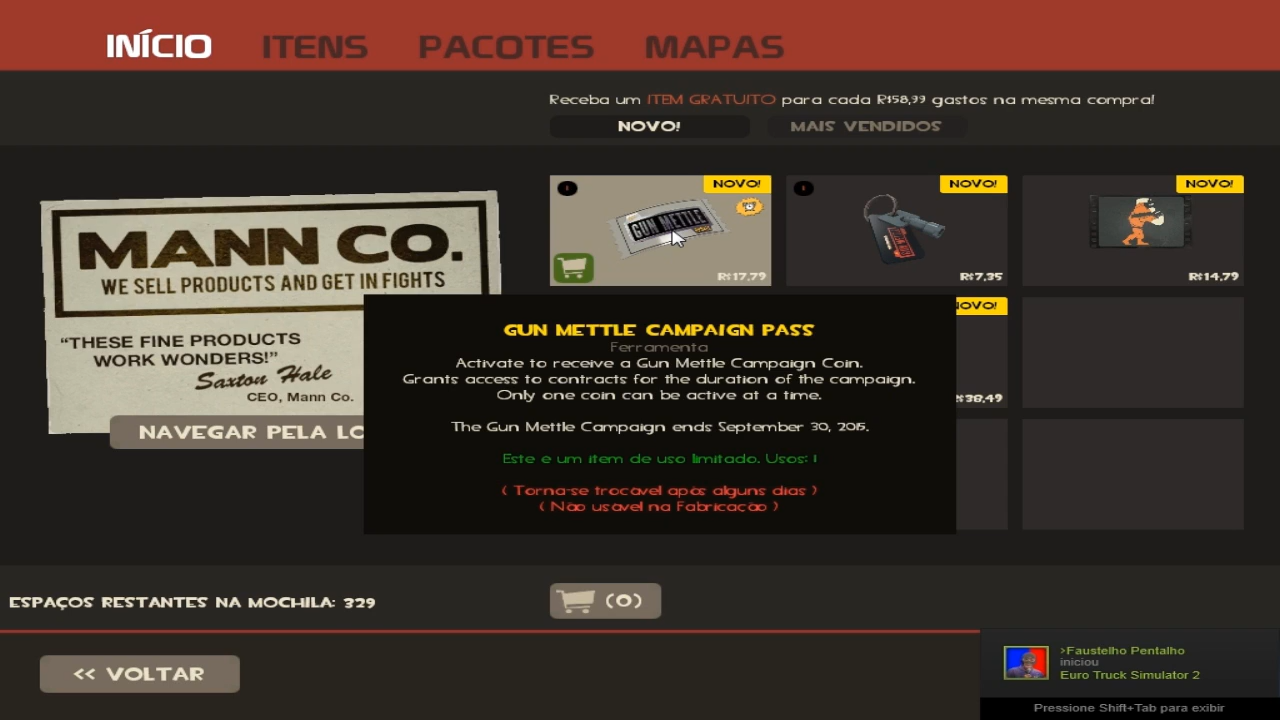 INÍCIO ITENS PACOTES MAPAS
Receba um ITEM GRATUITO para cada R$58,99 gastos na mesma compra!
NOVO! MAIS VENDIDOS
MANN CO.
WE SELL PRODUCTS AND GET IN FIGHTS
“THESE FINE PRODUCTS
WORK WONDERS!”
Saxton Hale
CEO, Mann Co.
NAVEGAR PELA LO
NOVO! NOVO! NOVO!
GUN METTLE
R$17,79 R$7,35 R$14,79
NOVO!
R$38,49
GUN METTLE CAMPAIGN PASS
Ferramenta
Activate to receive a Gun Mettle Campaign Coin.
Grants access to contracts for the duration of the campaign.
Only one coin can be active at a time.
The Gun Mettle Campaign ends September 30, 2015.
Este é um item de uso limitado. Usos: 1
( Torna-se trocável após alguns dias )
( Não usável na Fabricação )
ESPAÇOS RESTANTES NA MOCHILA: 329
(0)
<< VOLTAR
>Faustelho Pentalho
iniciou
Euro Truck Simulator 2
Pressione Shift+Tab para exibir